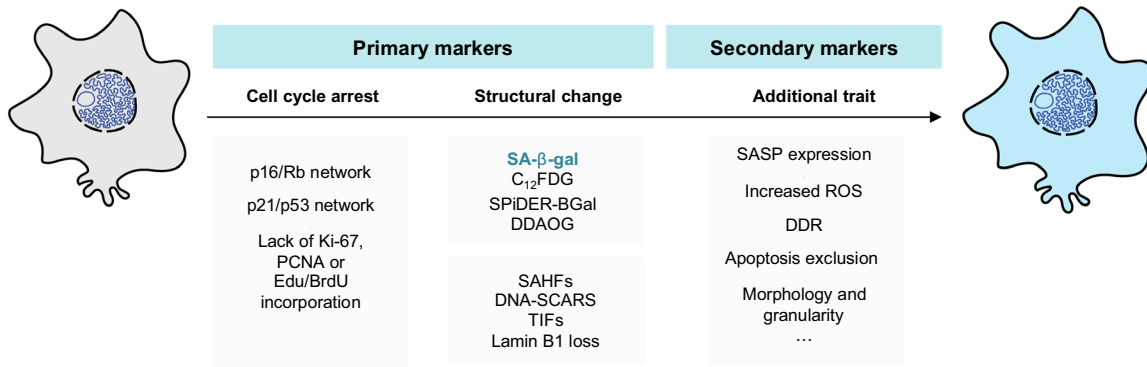 Primary markers
Secondary markers
Cell cycle arrest
Structural change
Additional trait
p16/Rb network
p21/p53 network
Lack of Ki-67,
PCNA or
Edu/BrdU
incorporation
SA-β-gal
C₁₂FDG
SPiDER-BGal
DDAOG
SAHFs
DNA-SCARS
TIFs
Lamin B1 loss
SASP expression
Increased ROS
DDR
Apoptosis exclusion
Morphology and
granularity
…